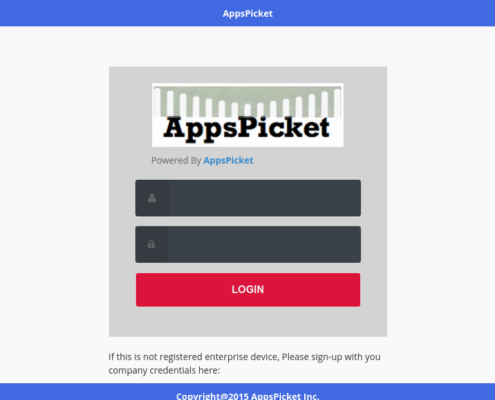 AppsPicket
AppsPicket
Powered By AppsPicket
LOGIN
If this is not registered enterprise device, Please sign-up with you
company credentials here:
Copyright@2015 AppsPicket Inc.